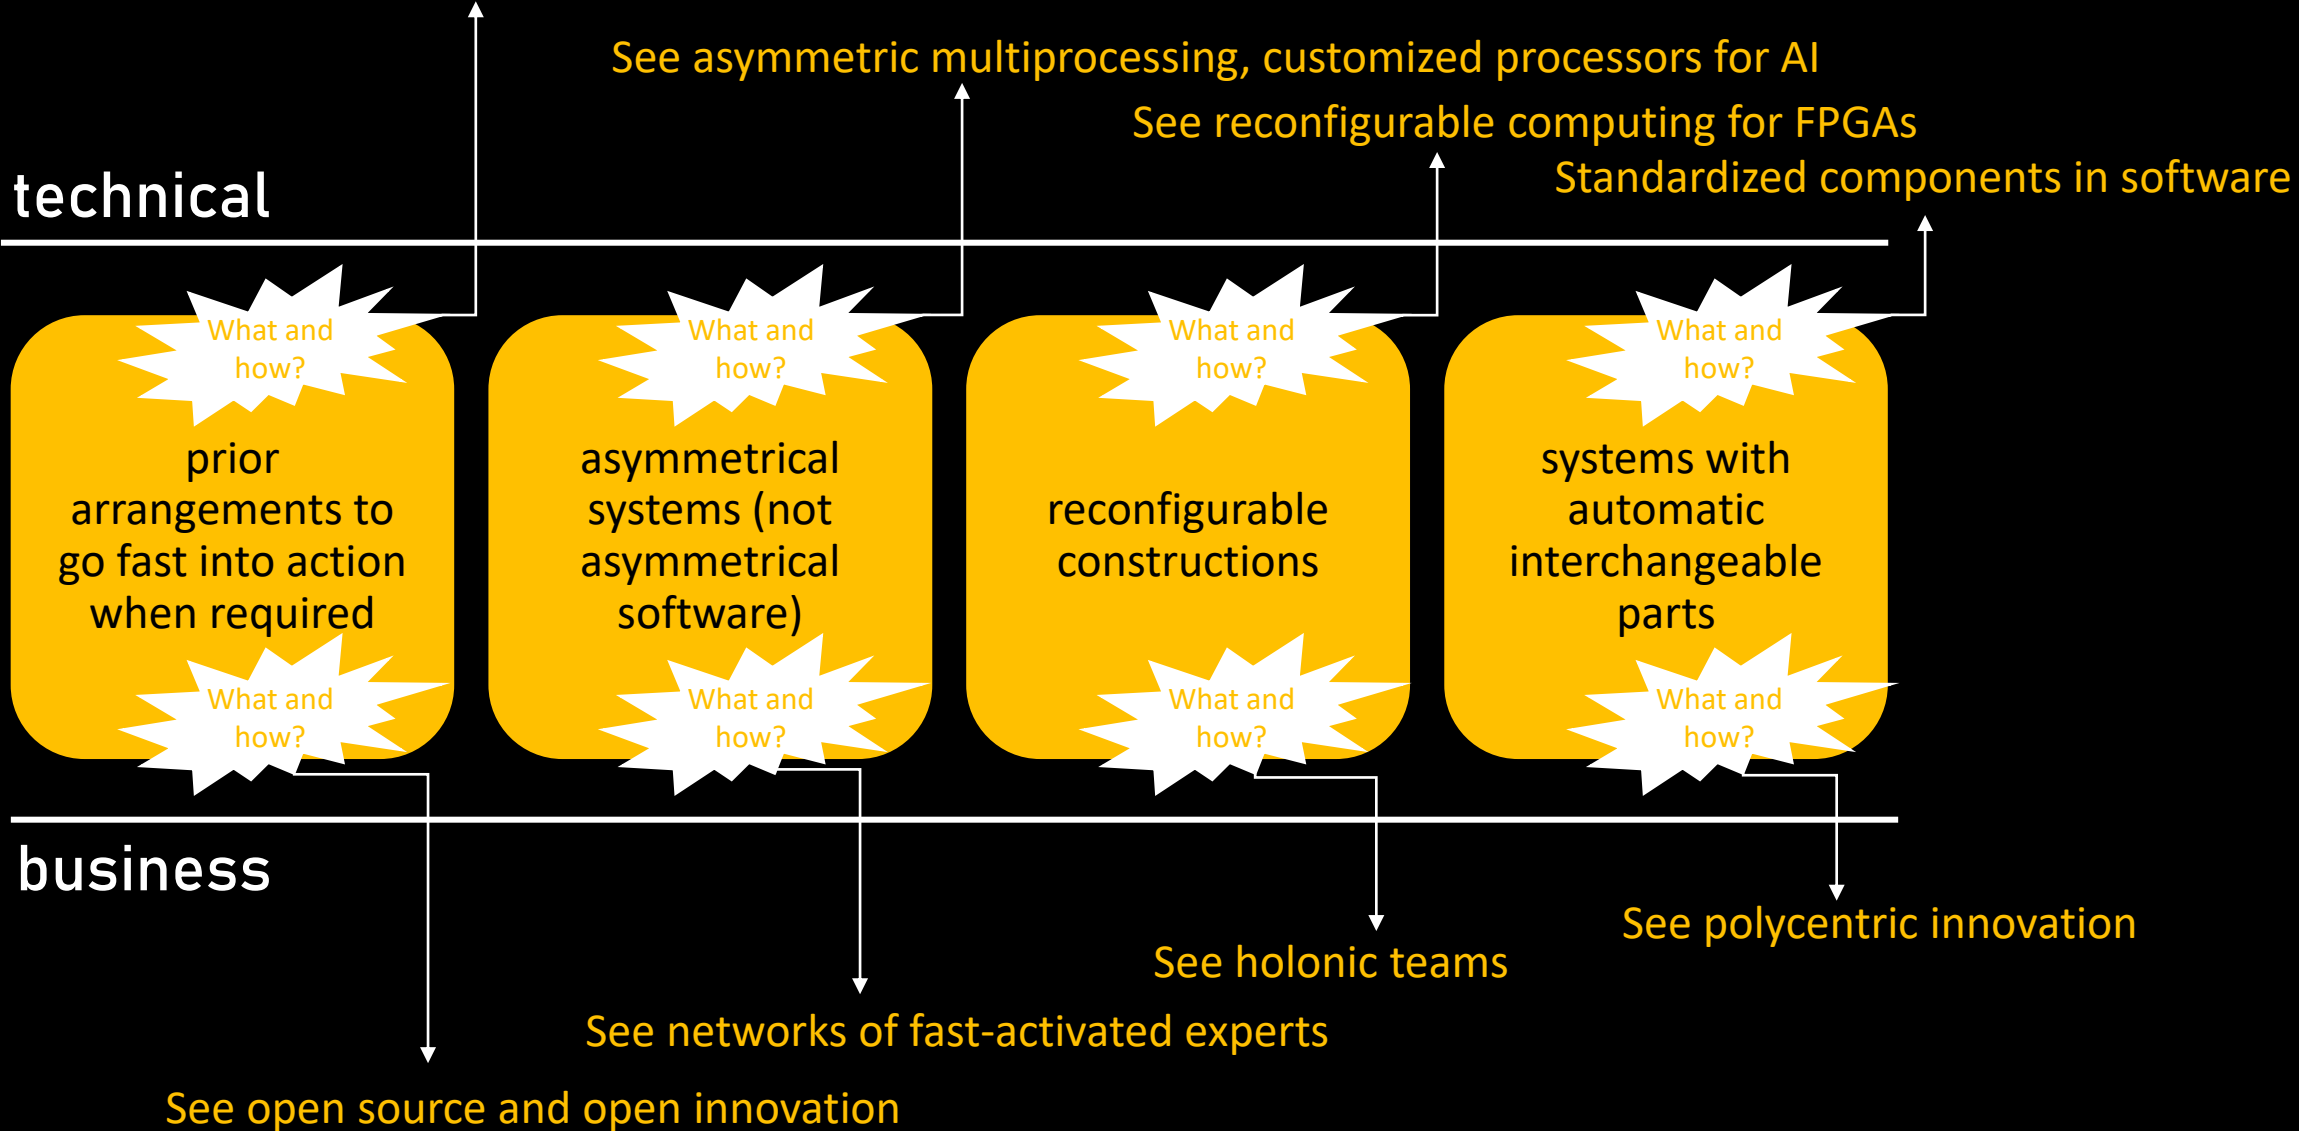 See asymmetric multiprocessing, customized processors for AI
See reconfigurable computing for FPGAs
Standardized components in software
technical
What and
how?
What and
how?
What and
how?
What and
how?
prior
arrangements to
go fast into action
when required
asymmetrical
systems (not
asymmetrical
software)
reconfigurable
constructions
systems with
automatic
interchangeable
parts
What and
how?
What and
how?
What and
how?
What and
how?
business
See polycentric innovation
See holonic teams
See networks of fast-activated experts
See open source and open innovation